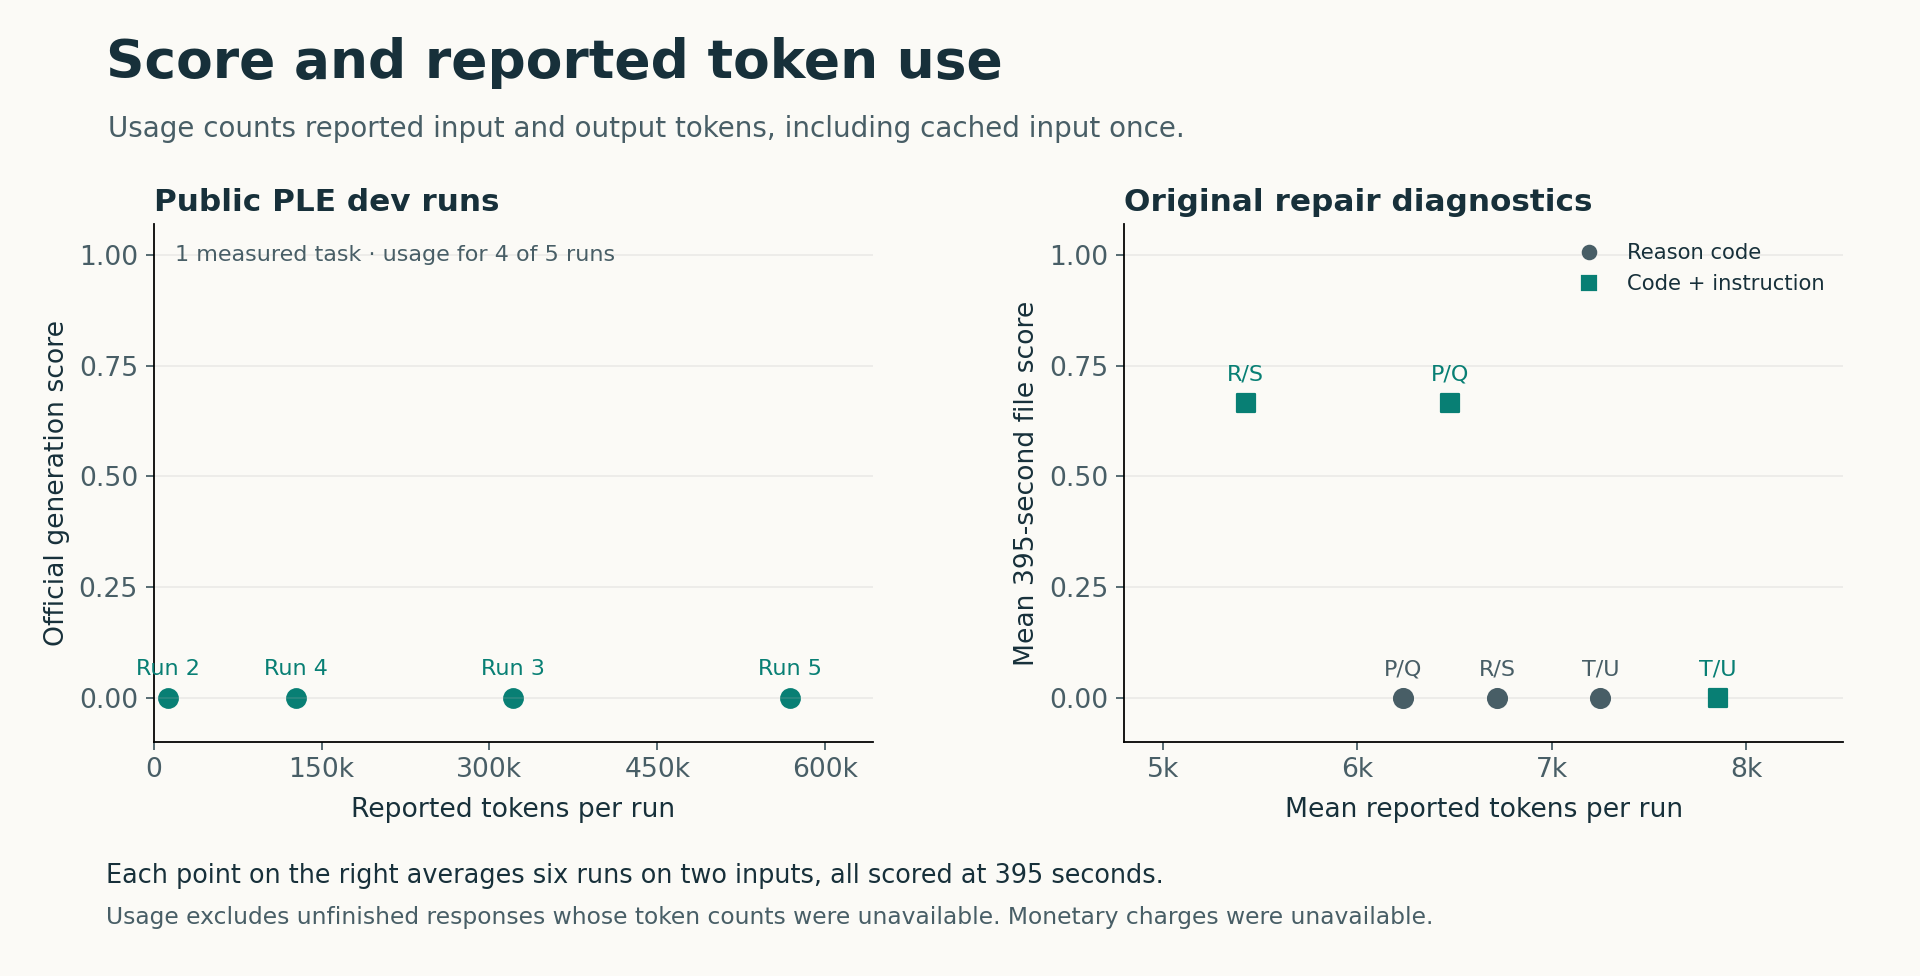 Score and reported token use
Usage counts reported input and output tokens, including cached input once.
Public PLE dev runs
1 measured task · usage for 4 of 5 runs
Official generation score
1.00
0.75
0.50
0.25
0.00
Run 2
Run 4
Run 3
Run 5
0
150k
300k
450k
600k
Reported tokens per run
Original repair diagnostics
Reason code
Code + instruction
Mean 395-second file score
1.00
0.75
0.50
0.25
0.00
R/S
P/Q
P/Q
R/S
T/U
T/U
5k
6k
7k
8k
Mean reported tokens per run
Each point on the right averages six runs on two inputs, all scored at 395 seconds.
Usage excludes unfinished responses whose token counts were unavailable. Monetary charges were unavailable.